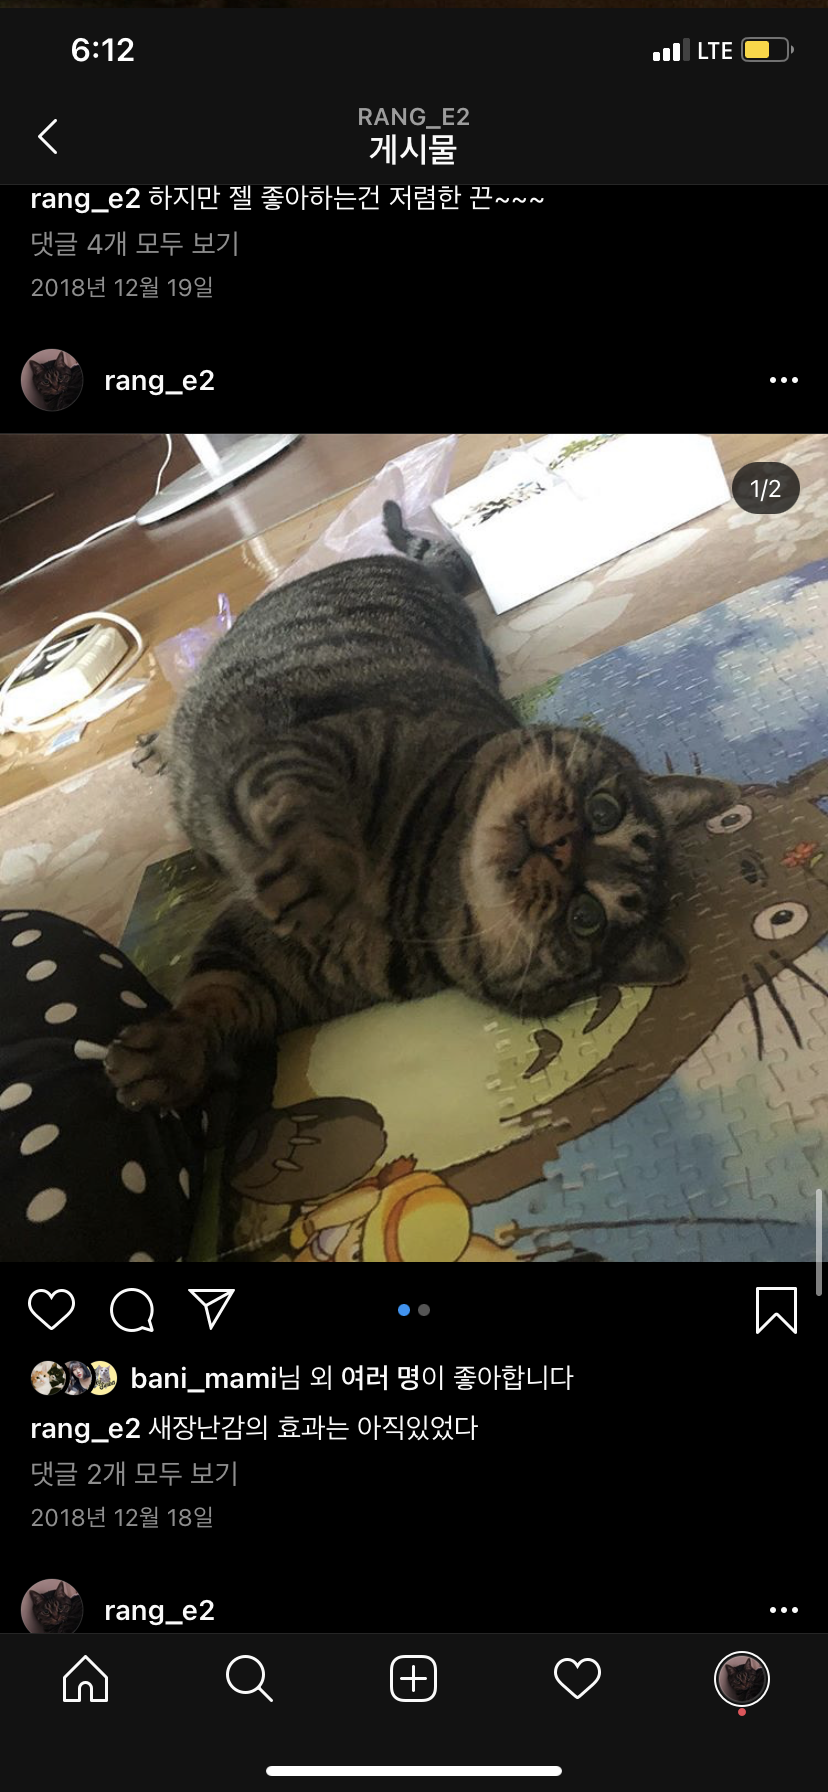 6:12
LTE
RANG_E2
게시물
rang_e2 하지만 젤 좋아하는건 저렴한 끈~~~
댓글 4개 모두 보기
2018년 12월 19일
rang_e2
1/2
bani_mami님 외 여러 명이 좋아합니다
rang_e2 새장난감의 효과는 아직있었다
댓글 2개 모두 보기
2018년 12월 18일
rang_e2